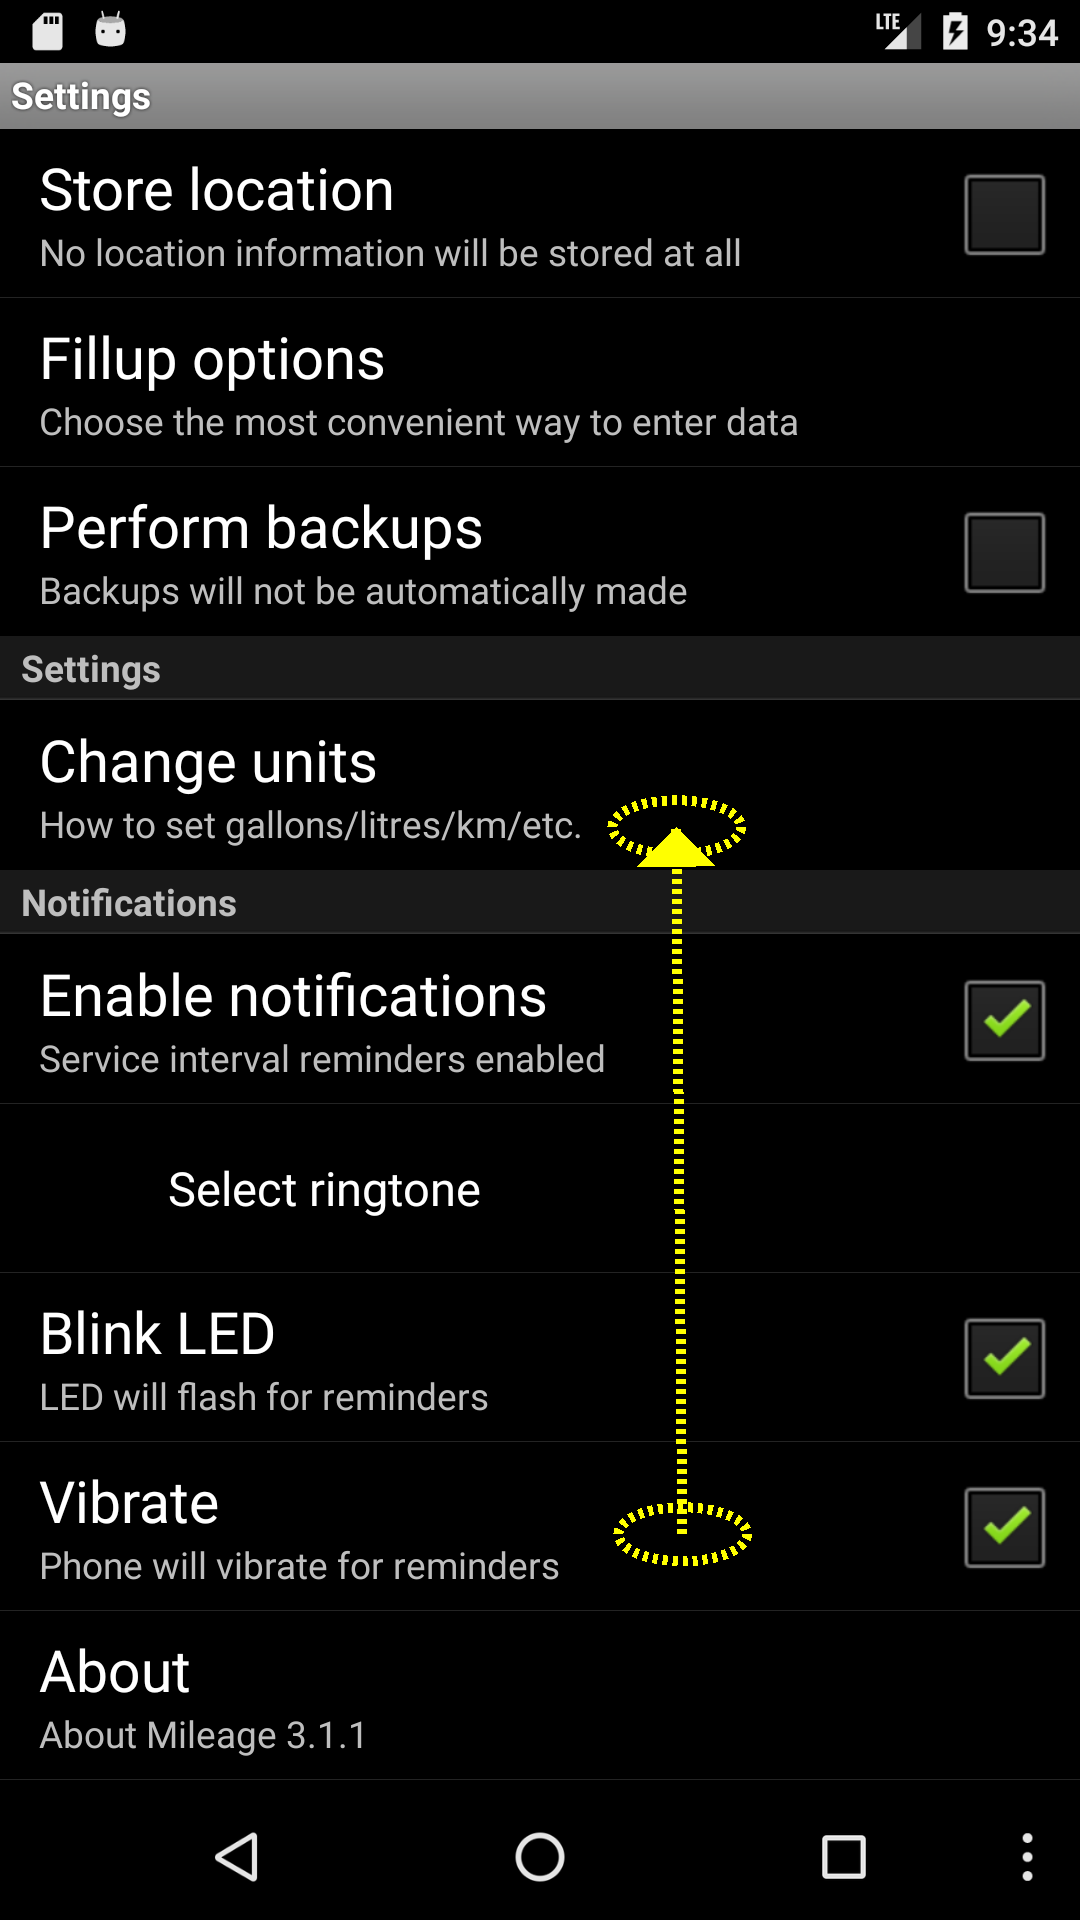 LTE 9:34
Settings
Store location
No location information will be stored at all
Fillup options
Choose the most convenient way to enter data
Perform backups
Backups will not be automatically made
Settings
Change units
How to set gallons/litres/km/etc.
Notifications
Enable notifications
Service interval reminders enabled
Select ringtone
Blink LED
LED will flash for reminders
Vibrate
Phone will vibrate for reminders
About
About Mileage 3.1.1